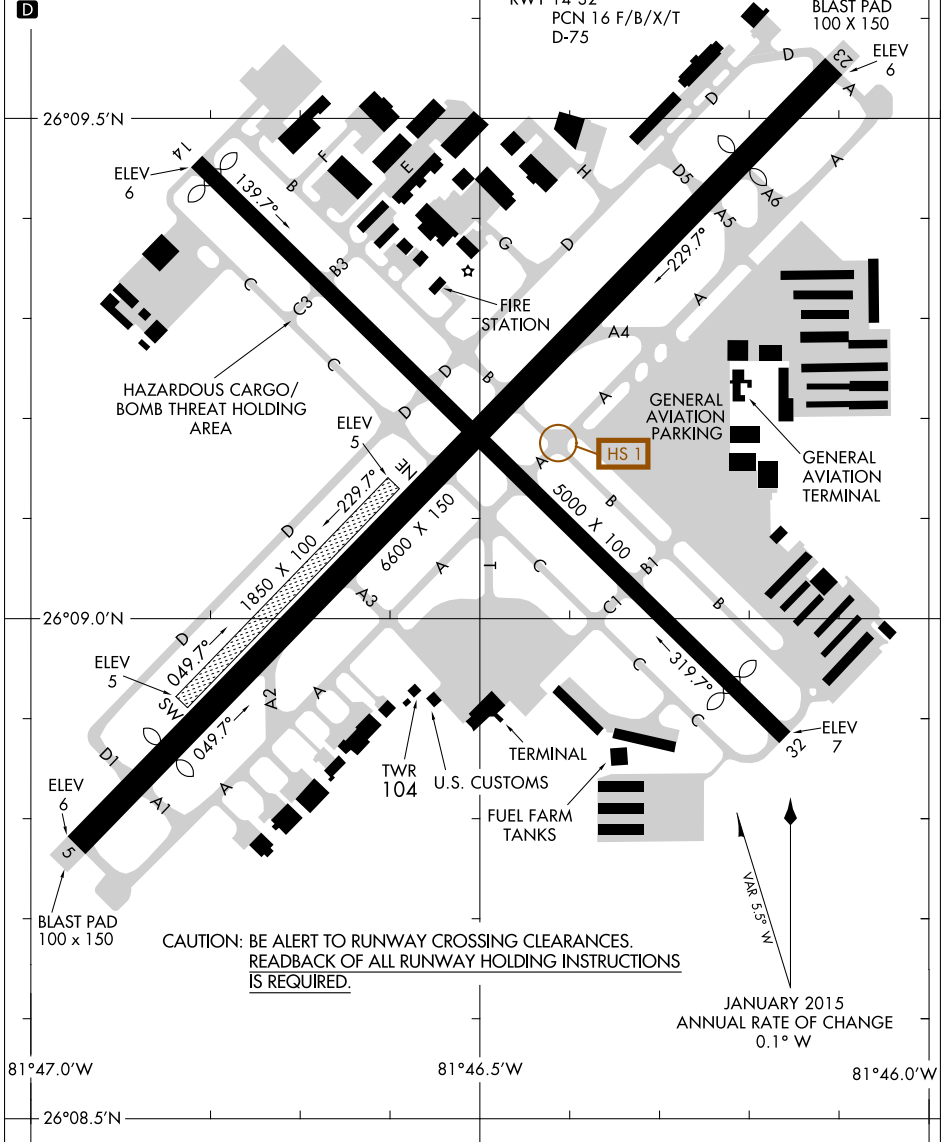 D
RWY 14-32
PCN 16 F/B/X/T
D-75
BLAST PAD
100 X 150
ELEV
6
23
D
A
26°09.5'N
14
ELEV
6
139.7°
F
E
B
H
D
D5
A6
A5
A
G
D
229.7°
B3
C
C3
FIRE
STATION
A
A4
C
D
B
D
A
HAZARDOUS CARGO/
BOMB THREAT HOLDING
AREA
ELEV
5
GENERAL
AVIATION
PARKING
GENERAL
AVIATION
TERMINAL
HS 1
A
NE
229.7°
B
5000 X 100
6600 X 150
1850 X 100
D
A
T
C
B1
A3
C1
B
26°09.0'N
D
049.7°
ELEV
5
SW
A2
A
049.7°
C
319.7°
C
D1
32
ELEV
7
TERMINAL
TWR
104
U.S. CUSTOMS
A
A1
ELEV
6
5
FUEL FARM
TANKS
BLAST PAD
100 x 150
VAR 5.5° W
CAUTION: BE ALERT TO RUNWAY CROSSING CLEARANCES.
READBACK OF ALL RUNWAY HOLDING INSTRUCTIONS
IS REQUIRED.
JANUARY 2015
ANNUAL RATE OF CHANGE
0.1° W
81°47.0'W
81°46.5'W
81°46.0'W
26°08.5'N